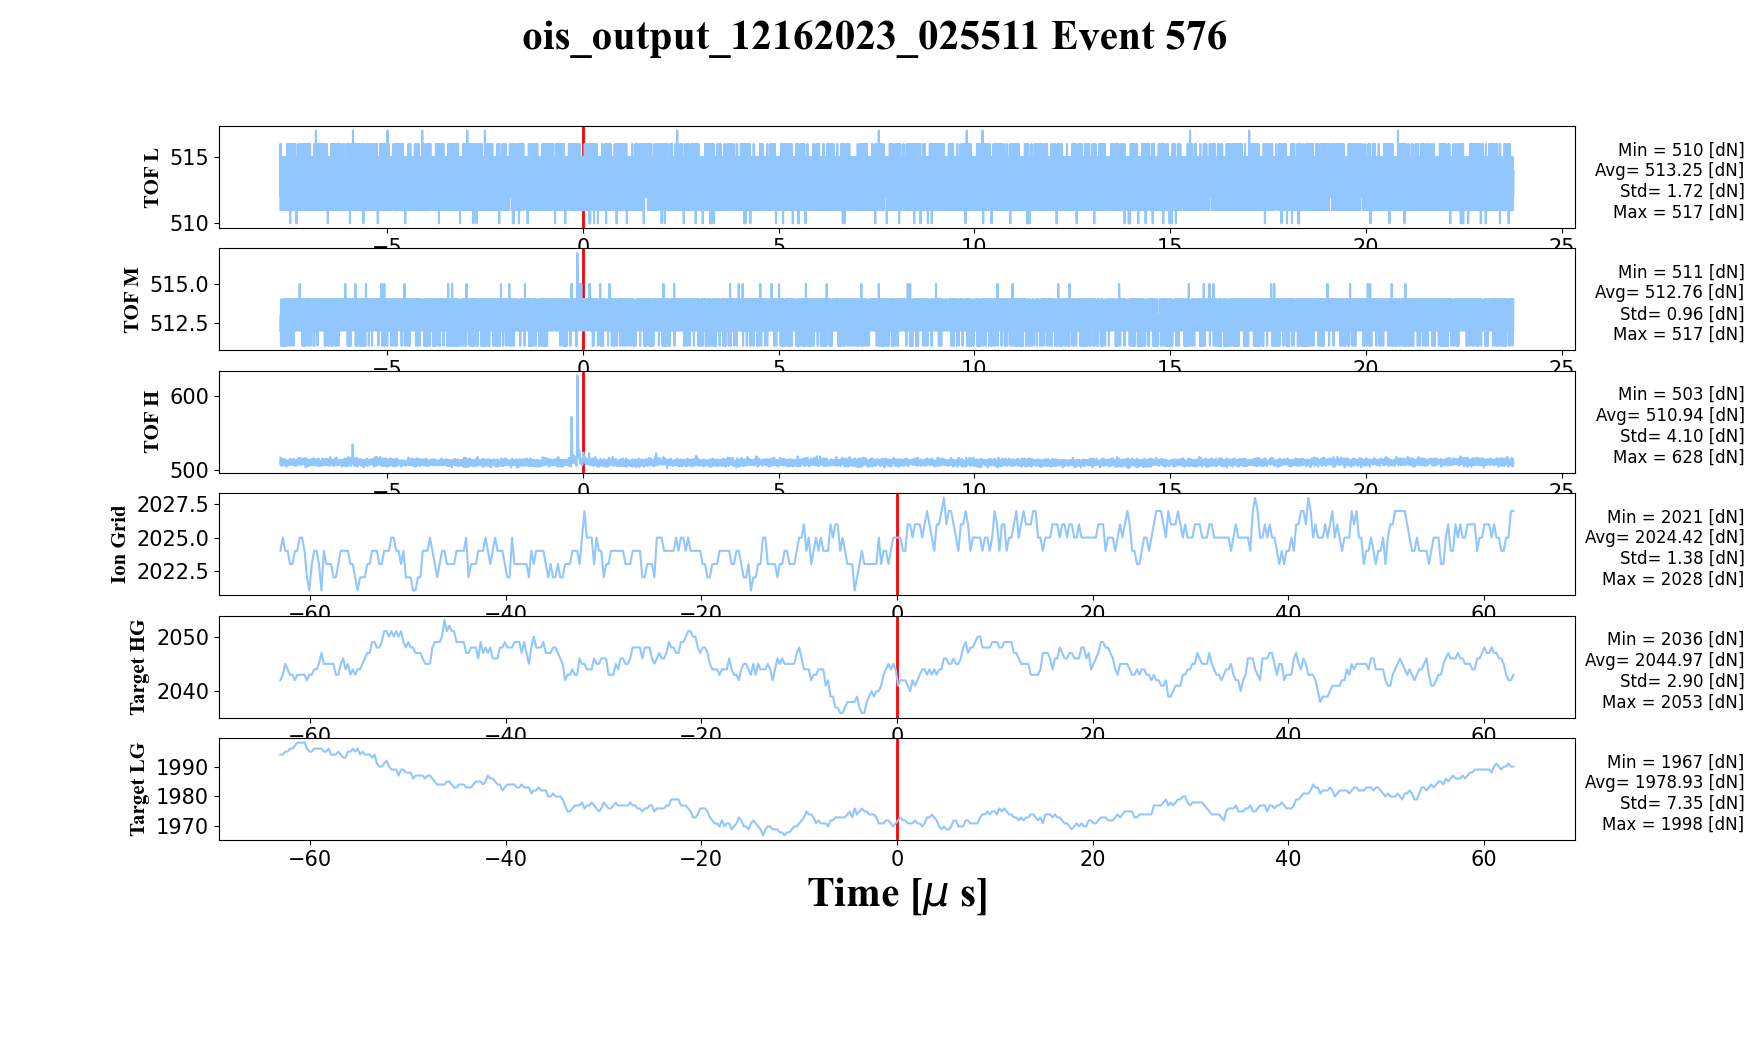 ois_output_12162023_025511 Event 576
TOF L
515
510
Min = 510 [dN]
Avg= 513.25 [dN]
Std= 1.72 [dN]
Max = 517 [dN]
−5 0 5 10 15 20 25
TOF M
515.0
512.5
Min = 511 [dN]
Avg= 512.76 [dN]
Std= 0.96 [dN]
Max = 517 [dN]
−5 0 5 10 15 20 25
TOF H
600
500
Min = 503 [dN]
Avg= 510.94 [dN]
Std= 4.10 [dN]
Max = 628 [dN]
−5 0 5 10 15 20 25
Ion Grid
2027.5
2025.0
2022.5
Min = 2021 [dN]
Avg= 2024.42 [dN]
Std= 1.38 [dN]
Max = 2028 [dN]
−60 −40 −20 0 20 40 60
Target HG
2050
2040
Min = 2036 [dN]
Avg= 2044.97 [dN]
Std= 2.90 [dN]
Max = 2053 [dN]
−60 −40 −20 0 20 40 60
Target LG
1990
1980
1970
Min = 1967 [dN]
Avg= 1978.93 [dN]
Std= 7.35 [dN]
Max = 1998 [dN]
−60 −40 −20 0 20 40 60
Time [μ s]